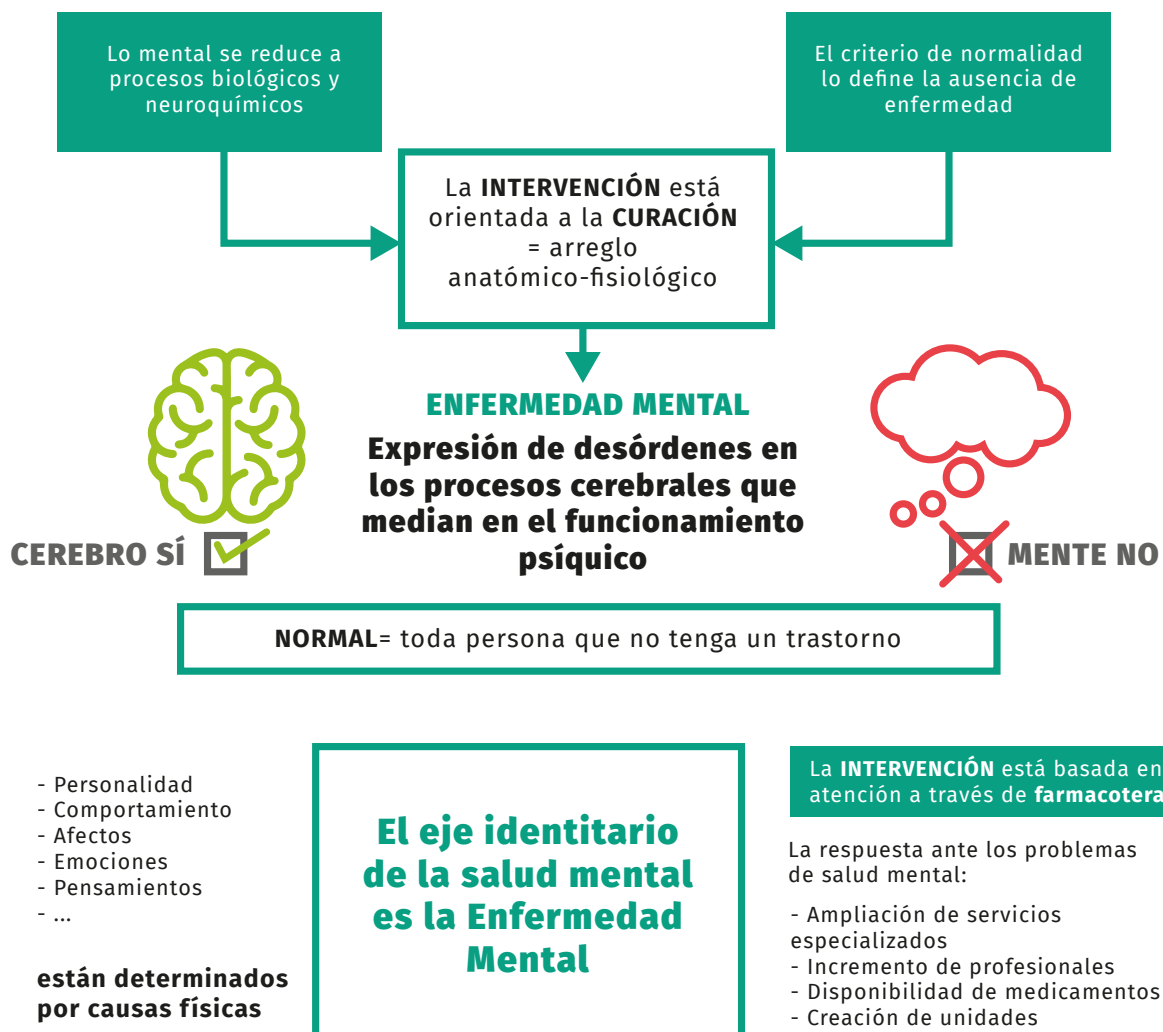 Lo mental se reduce a
procesos biológicos y
neuroquímicos
El criterio de normalidad
lo define la ausencia de
enfermedad
La INTERVENCIÓN está
orientada a la CURACIÓN
= arreglo
anatómico-fisiológico
ENFERMEDAD MENTAL
Expresión de desórdenes en
los procesos cerebrales que
median en el funcionamiento
psíquico
CEREBRO SÍ
MENTE NO
NORMAL= toda persona que no tenga un trastorno
- Personalidad
- Comportamiento
- Afectos
- Emociones
- Pensamientos
- ...
están determinados
por causas físicas
El eje identitario
de la salud mental
es la Enfermedad
Mental
La INTERVENCIÓN está basada en
atención a través de farmacotera
La respuesta ante los problemas
de salud mental:
- Ampliación de servicios
especializados
- Incremento de profesionales
- Disponibilidad de medicamentos
- Creación de unidades